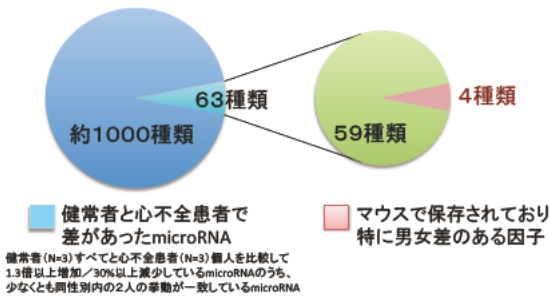 63種類
約1000種類
4種類
59種類
健常者と心不全患者で
差があったmicroRNA
マウスで保存されており
特に男女差のある因子
健常者(N=3)すべてと心不全患者(N=3)個人を比較して
1.3倍以上増加/30%以上減少しているmicroRNAのうち、
少なくとも同性別内の2人の挙動が一致しているmicroRNA